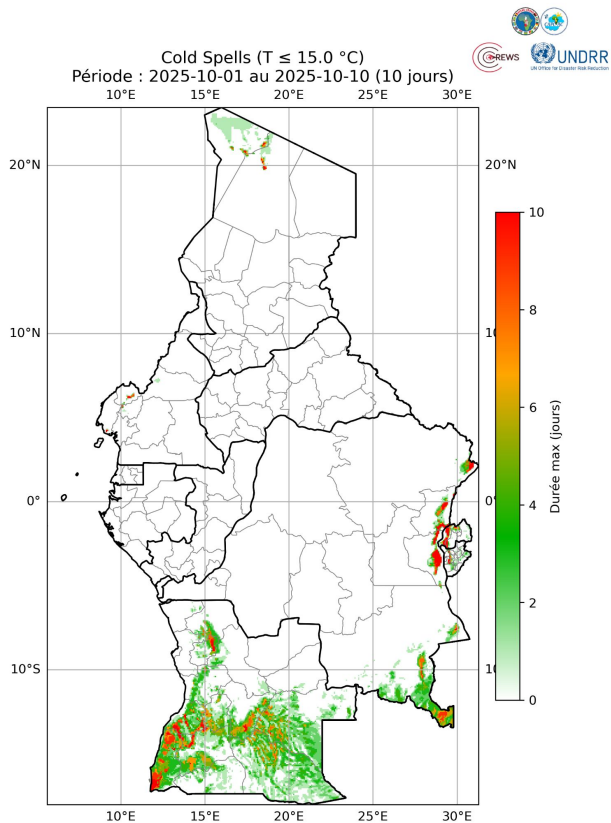 CREWS
UNDRR
UN Office for Disaster Risk Reduction
Cold Spells (T ≤ 15.0 °C)
Période : 2025-10-01 au 2025-10-10 (10 jours)
10°E 15°E 20°E 25°E 30°E
20°N 20°N
10°N 10
0° 0°
10°S 10
10°E 15°E 20°E 25°E 30°E
10
8
6
4
2
0
Durée max (jours)